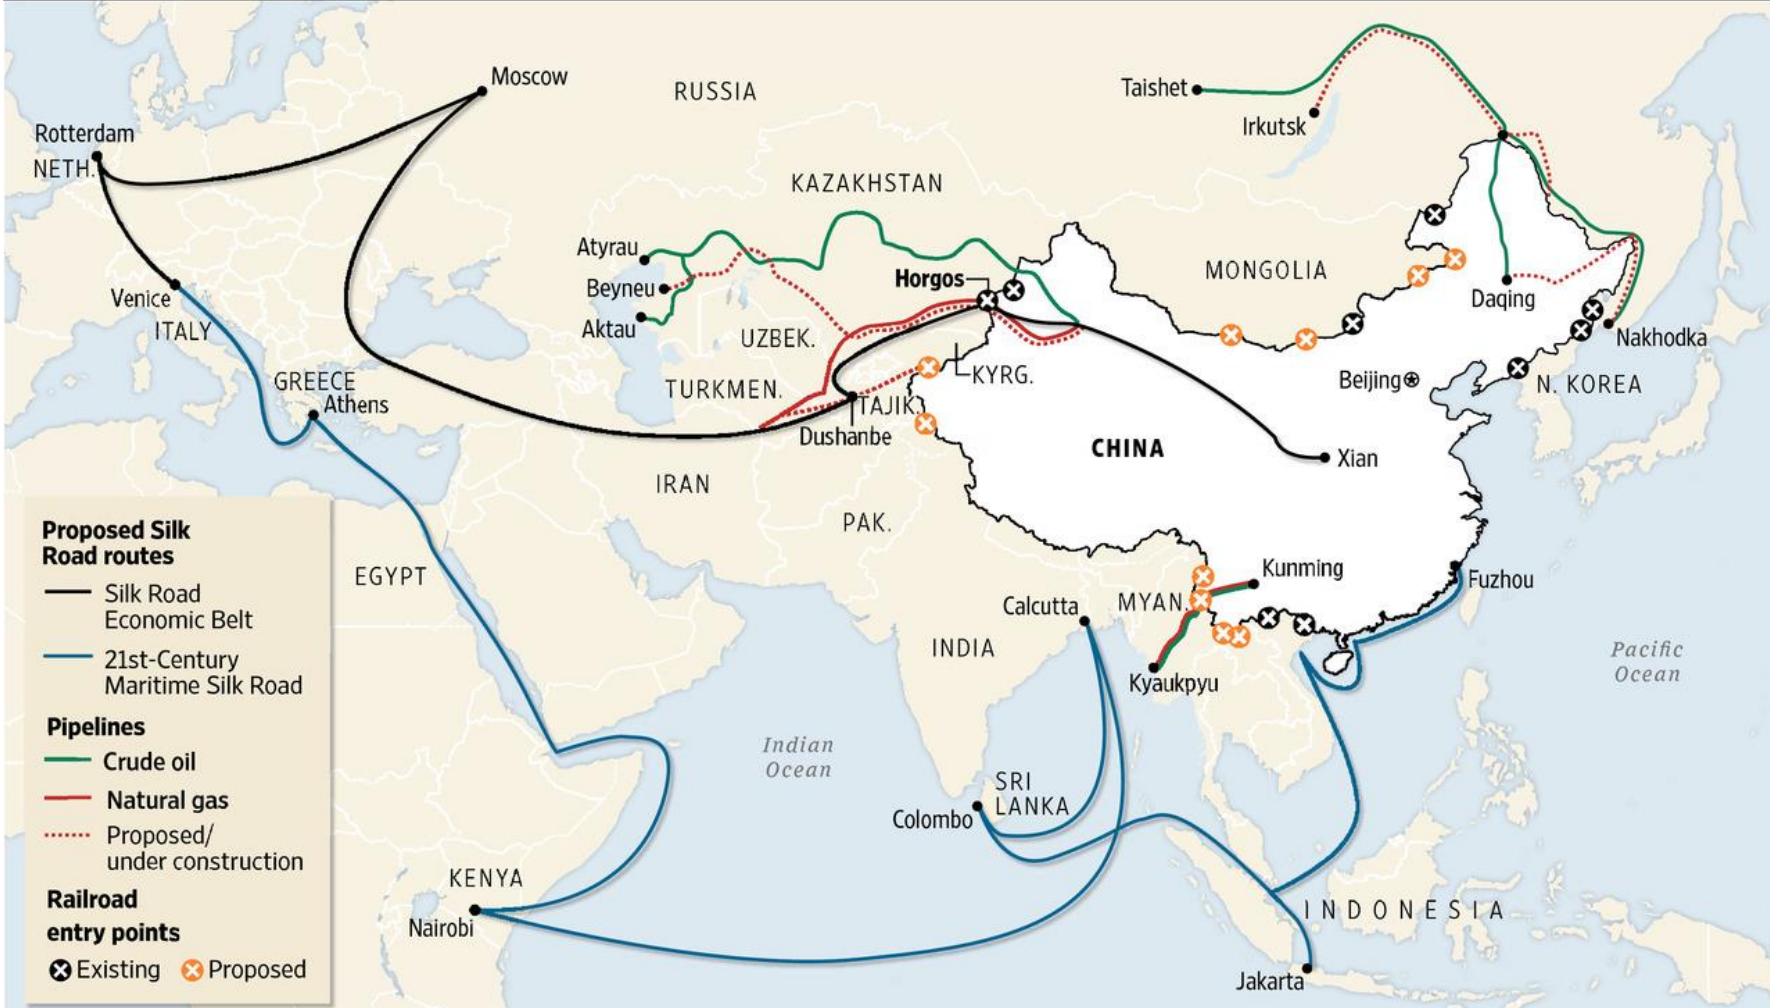 Moscow
RUSSIA
Taishet
Irkutsk
Rotterdam
NETH.
KAZAKHSTAN
Atyrau
Beyneu
Aktau
Horgos
MONGOLIA
Daqing
Nakhodka
Venice
ITALY
UZBEK.
TURKMEN.
KYRG.
TAJIK.
Dushanbe
Beijing
N. KOREA
GREECE
Athens
CHINA
Xian
IRAN
PAK.
EGYPT
Kunming
Fuzhou
Calcutta
MYAN.
INDIA
Kyaukpyu
Pacific
Ocean
Indian
Ocean
SRI
LANKA
Colombo
KENYA
Nairobi
INDONESIA
Jakarta
Proposed Silk
Road routes
Silk Road
Economic Belt
21st-Century
Maritime Silk Road
Pipelines
Crude oil
Natural gas
Proposed/
under construction
Railroad
entry points
Existing Proposed